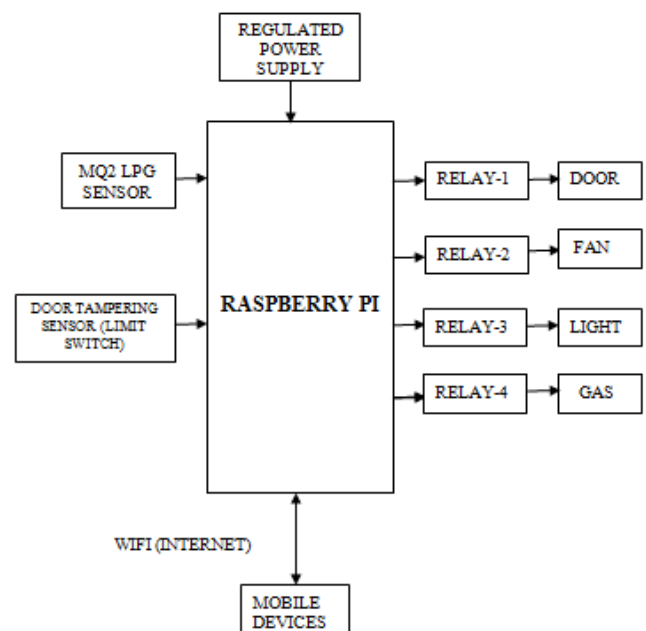 REGULATED
POWER
SUPPLY
MQ2 LPG
SENSOR
DOOR TAMPERING
SENSOR (LIMIT
SWITCH)
RASPBERRY PI
RELAY-1
DOOR
RELAY-2
FAN
RELAY-3
LIGHT
RELAY-4
GAS
WIFI (INTERNET)
MOBILE
DEVICES